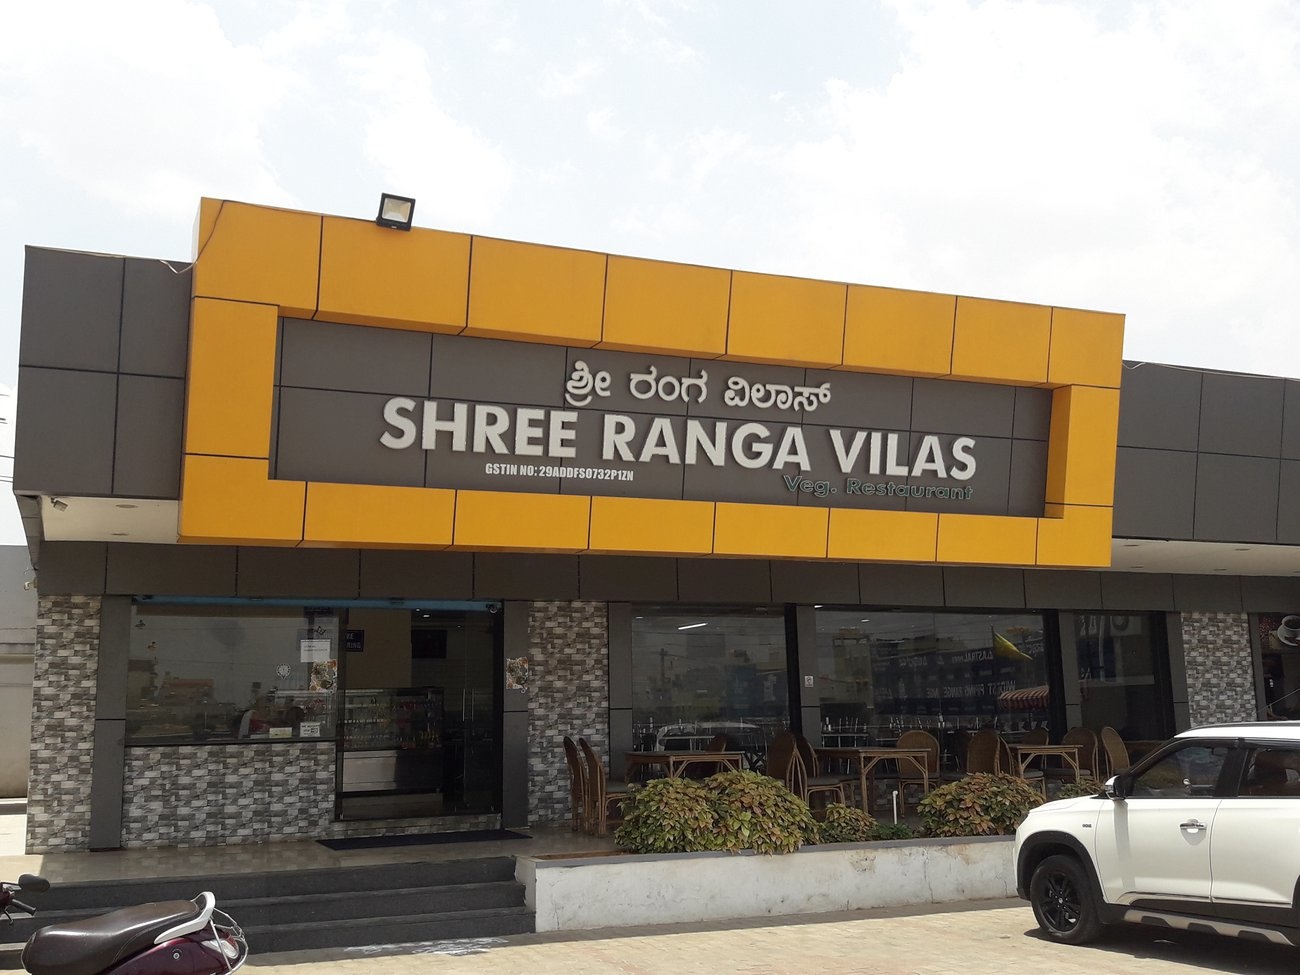 ಶ್ರೀ ರಂಗ ವಿಲಾಸ್
SHREE RANGA VILAS
GSTIN NO: 29ADDFS0732P1ZN
Veg. Restaurant